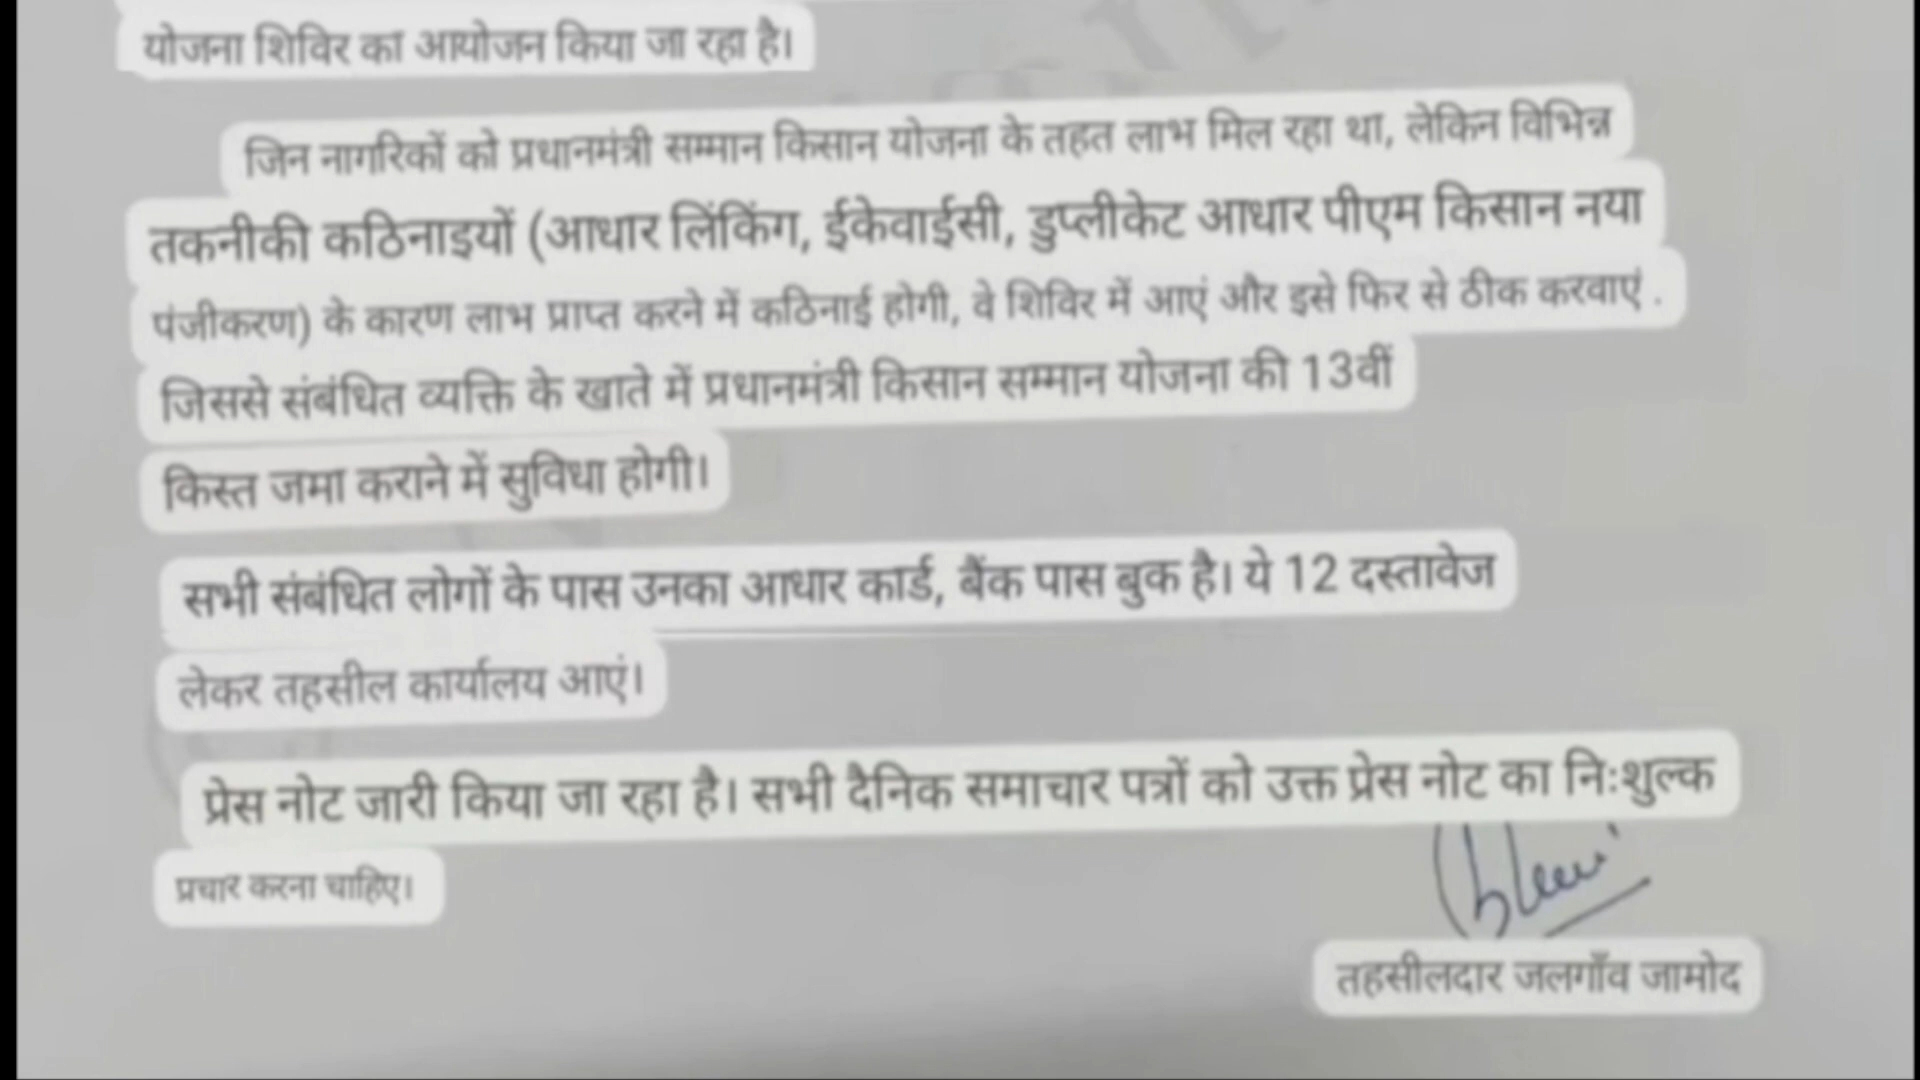 योजना शिविर का आयोजन किया जा रहा है।
जिन नागरिकों को प्रधानमंत्री सम्मान किसान योजना के तहत लाभ मिल रहा था, लेकिन विभिन्न
तकनीकी कठिनाइयों (आधार लिंकिंग, ईकेवाईसी, डुप्लीकेट आधार पीएम किसान नया
पंजीकरण) के कारण लाभ प्राप्त करने में कठिनाई होगी, वे शिविर में आएं और इसे फिर से ठीक करवाएं .
जिससे संबंधित व्यक्ति के खाते में प्रधानमंत्री किसान सम्मान योजना की 13वीं
किस्त जमा कराने में सुविधा होगी।
सभी संबंधित लोगों के पास उनका आधार कार्ड, बैंक पास बुक है। ये 12 दस्तावेज
लेकर तहसील कार्यालय आएं।
प्रेस नोट जारी किया जा रहा है। सभी दैनिक समाचार पत्रों को उक्त प्रेस नोट का निःशुल्क
प्रचार करना चाहिए।
तहसीलदार जलगाँव जामोद